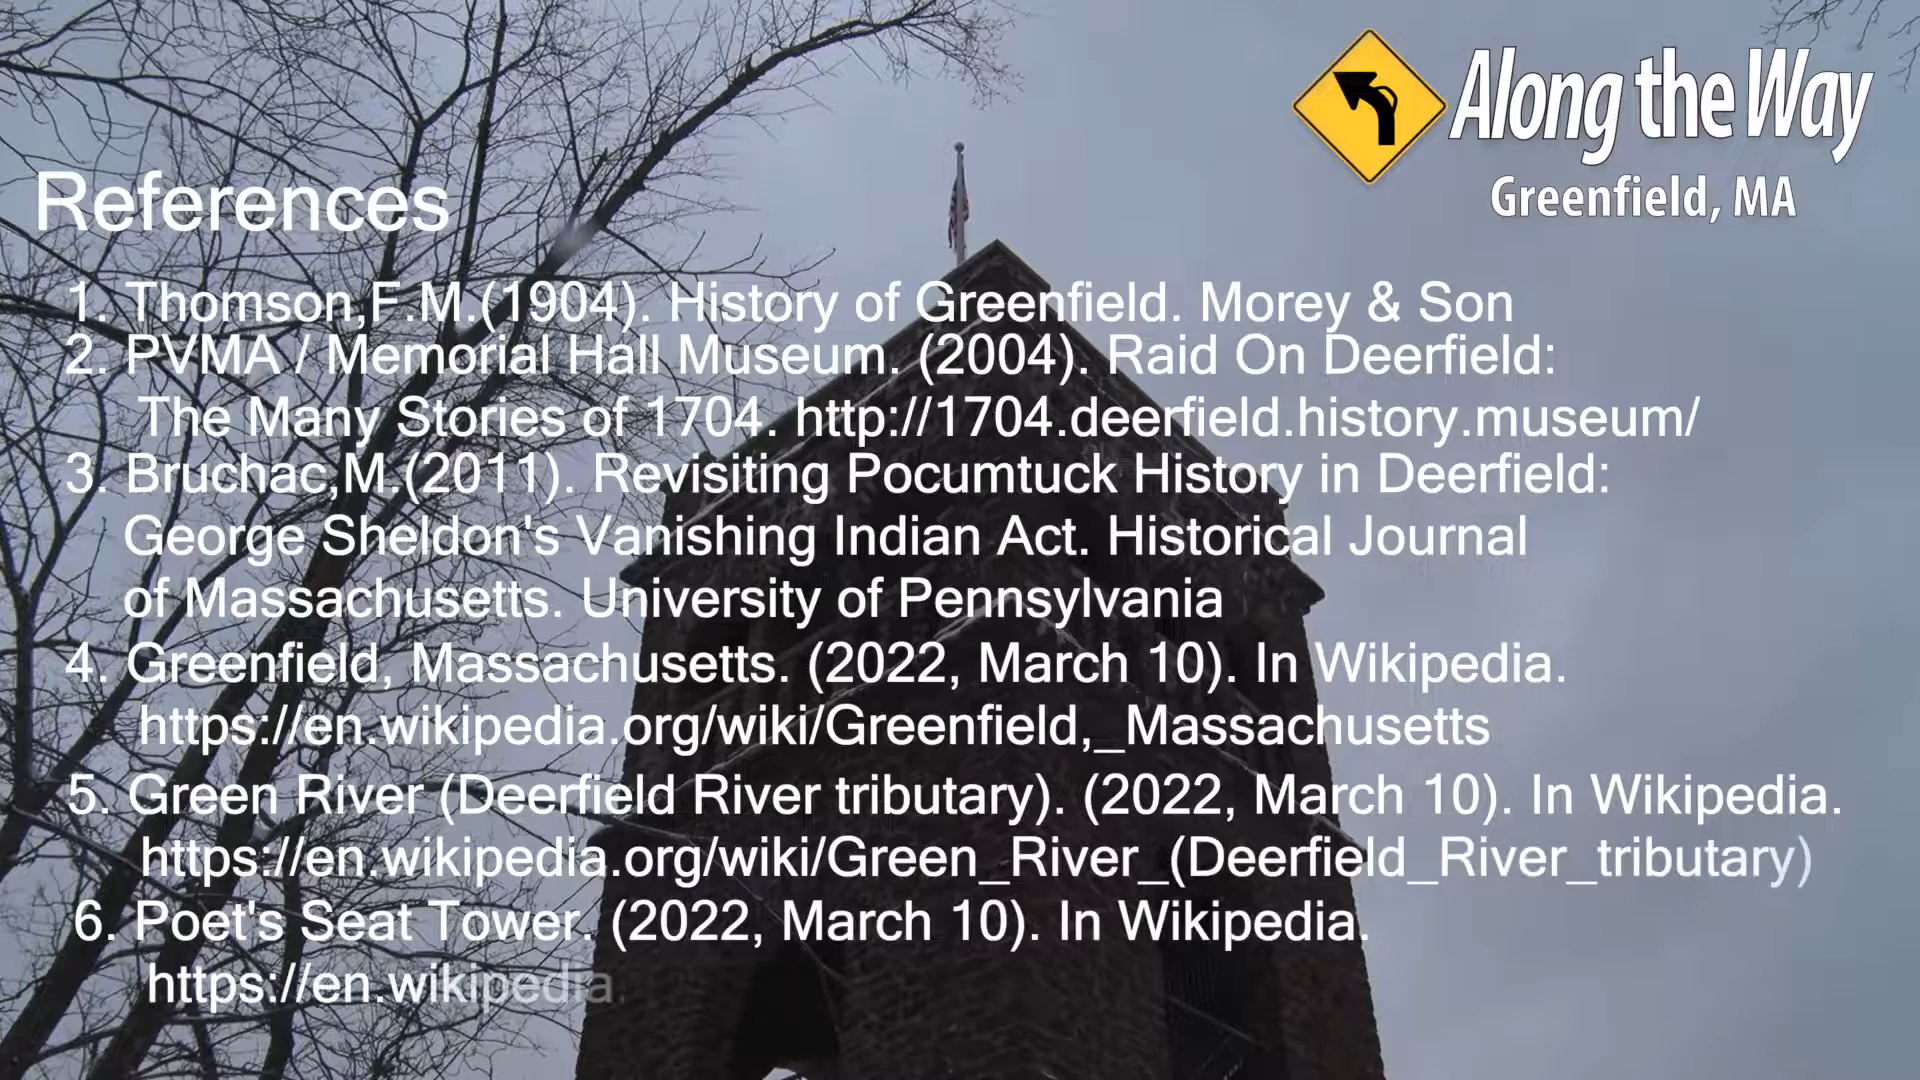 Along the Way
Greenfield, MA
References
1. Thomson,F.M.(1904). History of Greenfield. Morey & Son
2. PVMA / Memorial Hall Museum. (2004). Raid On Deerfield:
The Many Stories of 1704. http://1704.deerfield.history.museum/
3. Bruchac,M.(2011). Revisiting Pocumtuck History in Deerfield:
George Sheldon's Vanishing Indian Act. Historical Journal
of Massachusetts. University of Pennsylvania
4. Greenfield, Massachusetts. (2022, March 10). In Wikipedia.
https://en.wikipedia.org/wiki/Greenfield,_Massachusetts
5. Green River (Deerfield River tributary). (2022, March 10). In Wikipedia.
https://en.wikipedia.org/wiki/Green_River_(Deerfield_River_tributary)
6. Poet's Seat Tower. (2022, March 10). In Wikipedia.
https://en.wikipedia.